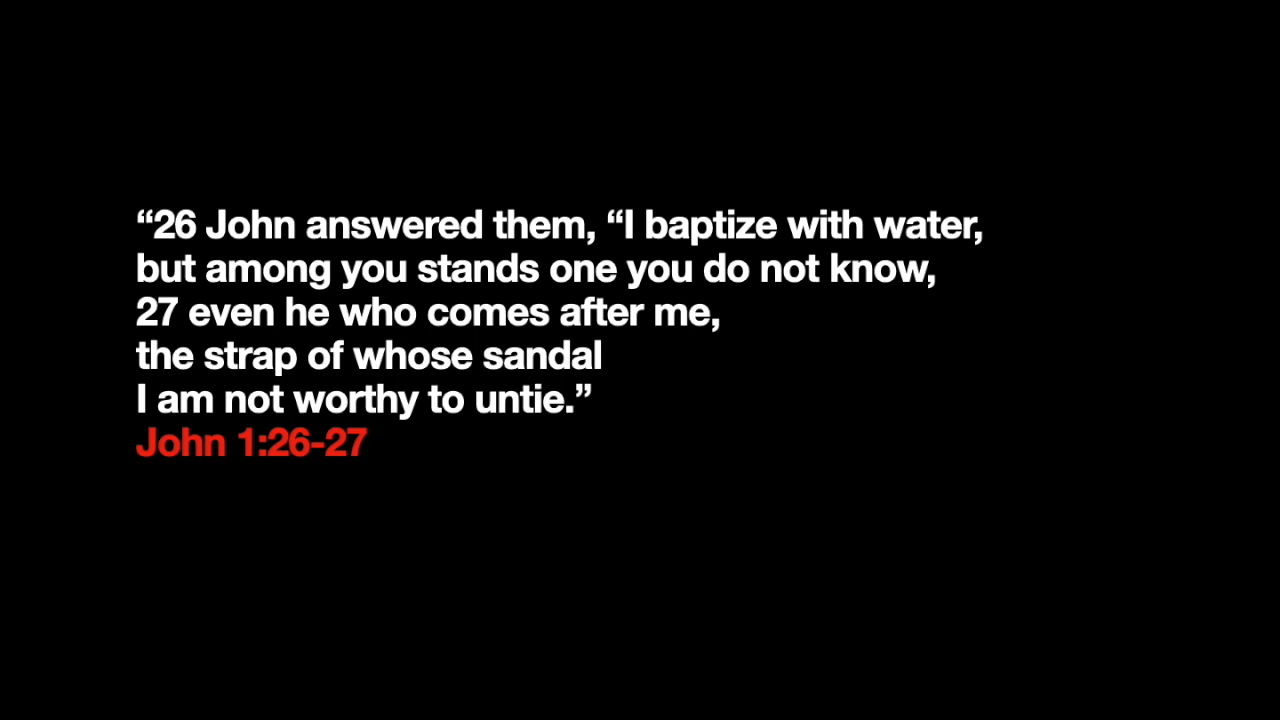 “26 John answered them, “I baptize with water,
but among you stands one you do not know,
27 even he who comes after me,
the strap of whose sandal
I am not worthy to untie.”
John 1:26-27